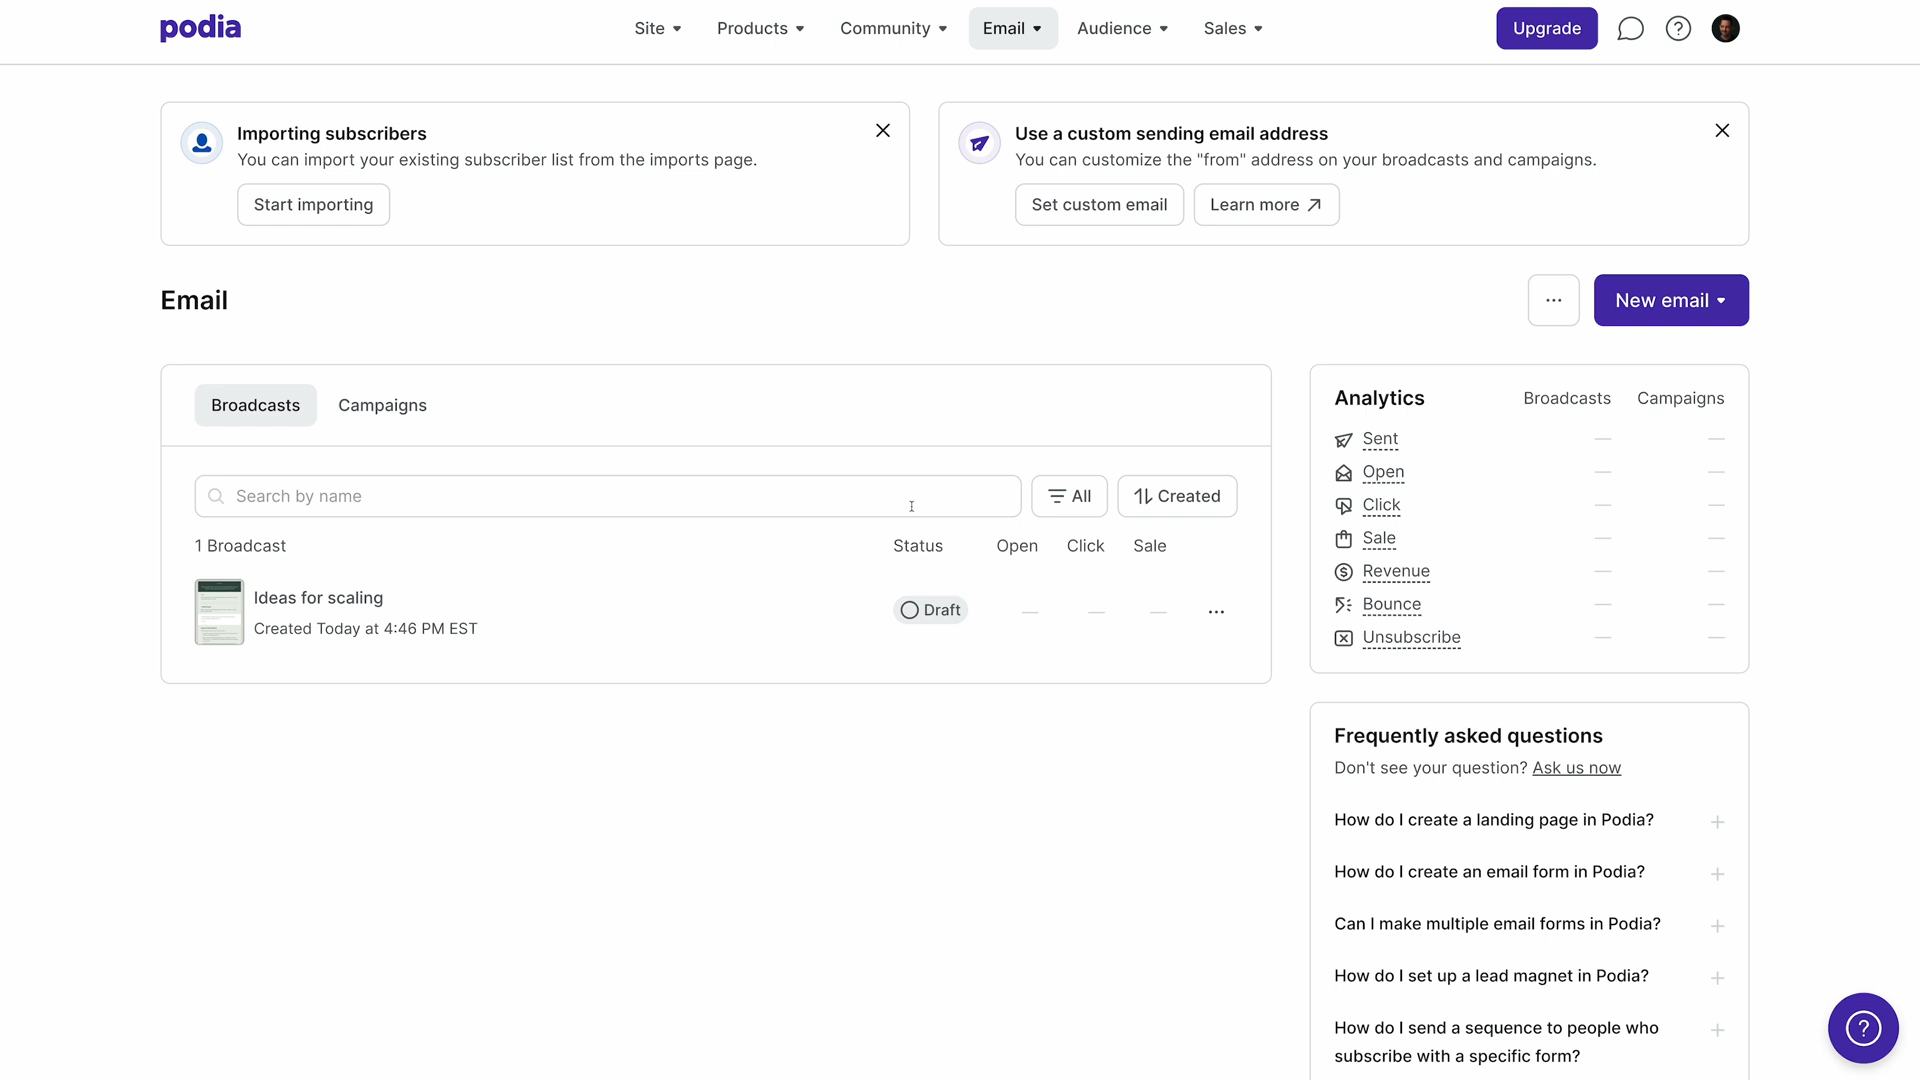 podia
Site
Products
Community
Email
Audience
Sales
Upgrade
Importing subscribers
You can import your existing subscriber list from the imports page.
Start importing
Use a custom sending email address
You can customize the "from" address on your broadcasts and campaigns.
Set custom email
Learn more
Email
...
New email
Broadcasts
Campaigns
Search by name
All
Created
1 Broadcast
Status
Open
Click
Sale
Ideas for scaling
Created Today at 4:46 PM EST
Draft
— — —
...
Analytics
Broadcasts
Campaigns
Sent — —
Open — —
Click — —
Sale — —
Revenue — —
Bounce — —
Unsubscribe — —
Frequently asked questions
Don't see your question? Ask us now
How do I create a landing page in Podia?
How do I create an email form in Podia?
Can I make multiple email forms in Podia?
How do I set up a lead magnet in Podia?
How do I send a sequence to people who
subscribe with a specific form?